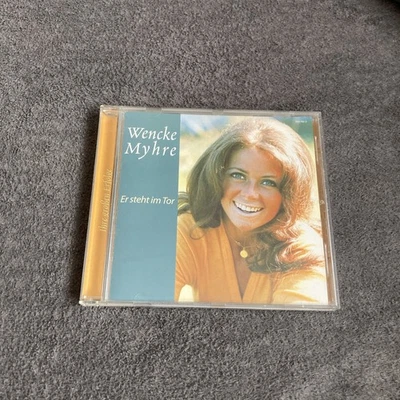 Wencke
Myhre
Er steht im Tor